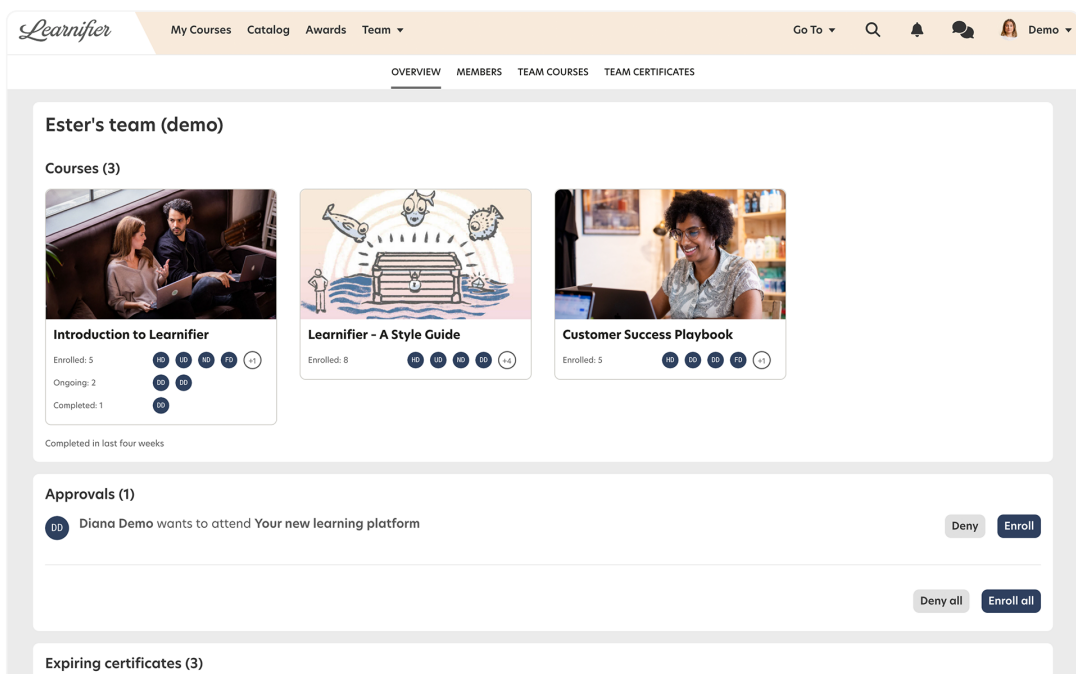 Learnifier
My Courses Catalog Awards Team
Go To
Demo
OVERVIEW MEMBERS TEAM COURSES TEAM CERTIFICATES
Ester's team (demo)
Courses (3)
Introduction to Learnifier
Enrolled: 5 HD UD ND FD +1
Ongoing: 2 DD DD
Completed: 1 DD
Learnifier - A Style Guide
Enrolled: 8 HD UD ND DD +4
Customer Success Playbook
Enrolled: 5 HD DD DD FD +1
Completed in last four weeks
Approvals (1)
DD Diana Demo wants to attend Your new learning platform
Deny Enroll
Deny all Enroll all
Expiring certificates (3)